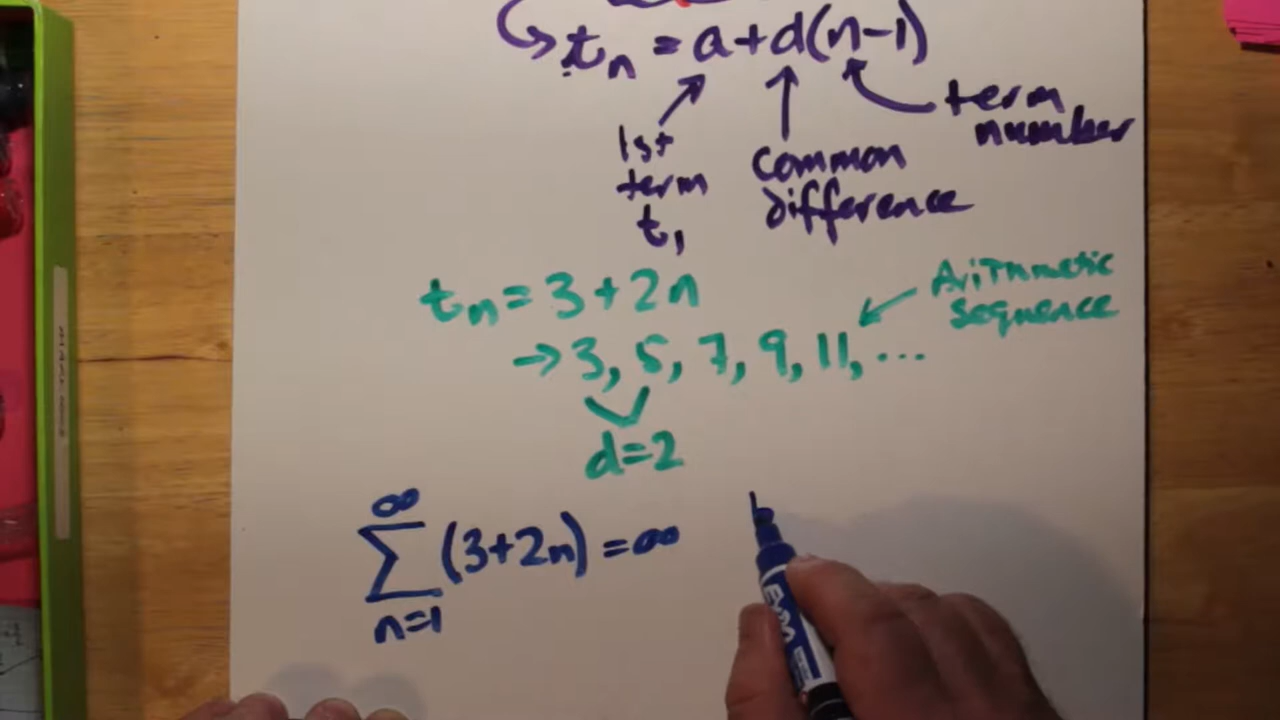 tn = a+d(n-1)
term number
1st term t1
Common difference
tn = 3+2n
Arithmetic sequence
→ 3, 5, 7, 9, 11, ...
d=2
∞
∑ (3+2n) = ∞
n=1
EXPO